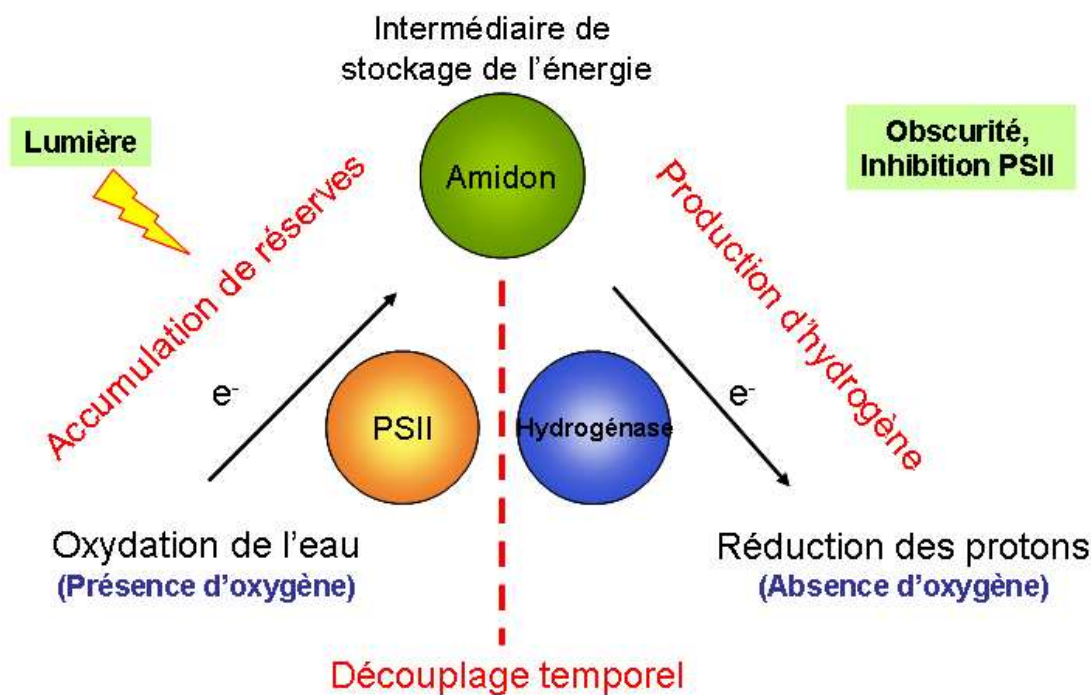 Intermédiaire de
stockage de l'énergie
Lumière
Obscurité,
Inhibition PSII
Amidon
Accumulation de réserves
Production d'hydrogène
e-
e-
PSII
Hydrogénase
Oxydation de l'eau
(Présence d'oxygène)
Réduction des protons
(Absence d'oxygène)
Découplage temporel